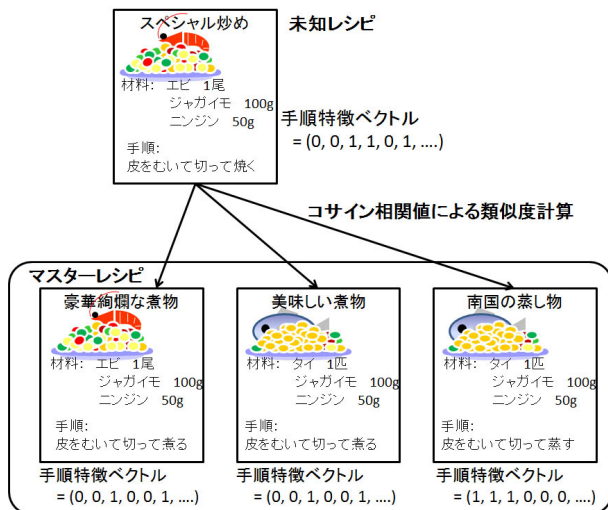 スペシャル炒め
未知レシピ
材料: エビ 1尾
ジャガイモ 100g
ニンジン 50g
手順:
皮をむいて切って焼く
手順特徴ベクトル
= (0, 0, 1, 1, 0, 1, ....)
コサイン相関値による類似度計算
マスターレシピ
豪華絢爛な煮物
材料: エビ 1尾
ジャガイモ 100g
ニンジン 50g
手順:
皮をむいて切って煮る
手順特徴ベクトル
= (0, 0, 1, 0, 0, 1, ....)
美味しい煮物
材料: タイ 1匹
ジャガイモ 100g
ニンジン 50g
手順:
皮をむいて切って煮る
手順特徴ベクトル
= (0, 0, 1, 0, 0, 1, ....)
南国の蒸し物
材料: タイ 1匹
ジャガイモ 100g
ニンジン 50g
手順:
皮をむいて切って蒸す
手順特徴ベクトル
= (1, 1, 1, 0, 0, 0, ....)